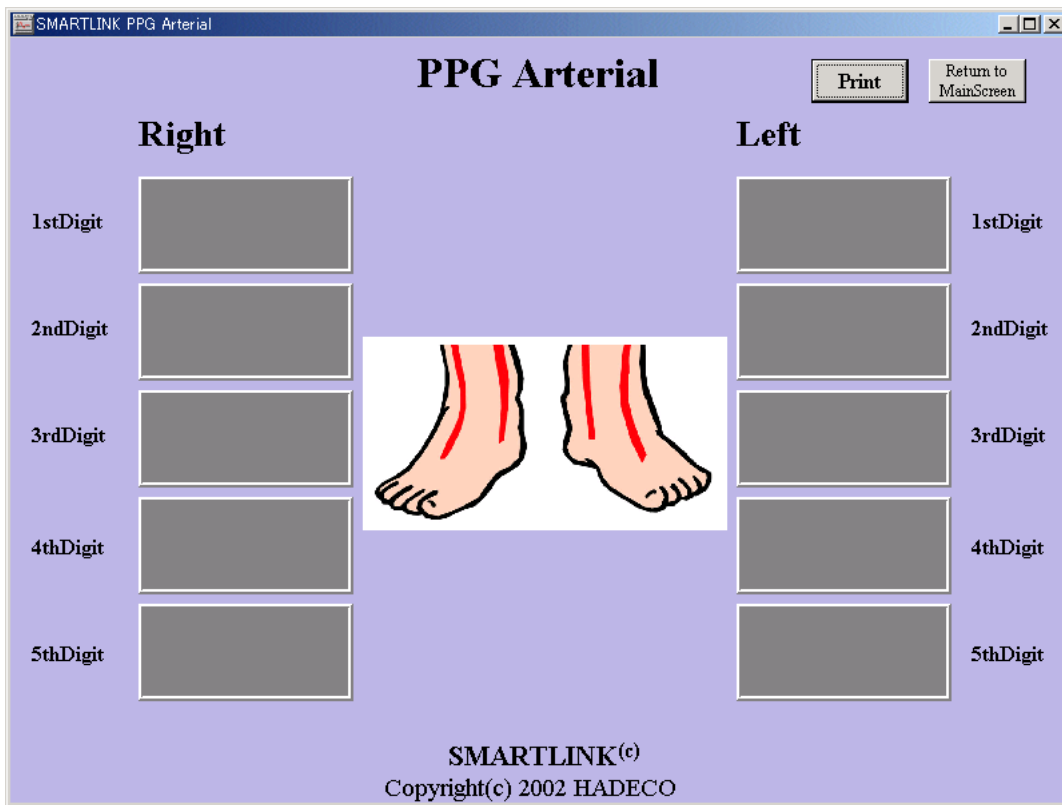 SMARTLINK PPG Arterial
PPG Arterial
Print
Return to
MainScreen
Right
Left
1stDigit
1stDigit
2ndDigit
2ndDigit
3rdDigit
3rdDigit
4thDigit
4thDigit
5thDigit
5thDigit
SMARTLINK(c)
Copyright(c) 2002 HADECO